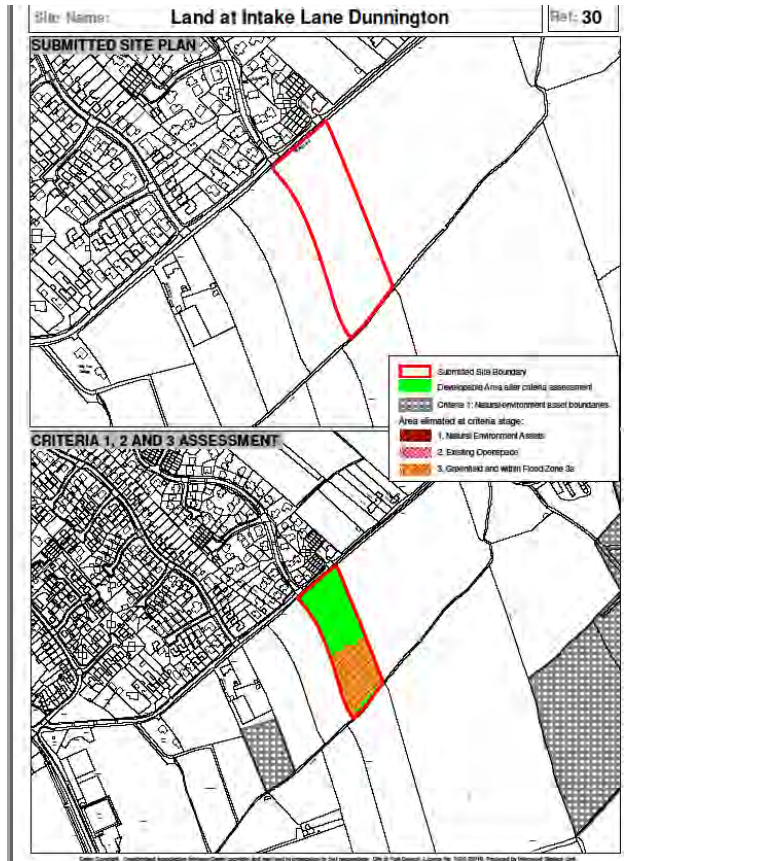 Site Name: Land at Intake Lane Dunnington Ref: 30
SUBMITTED SITE PLAN
Submitted Site Boundary
Developable Area after criteria assessment
Criteria 1: Natural environment asset boundaries
Area elimated at criteria stage:
1. Natural Environment Assets
2. Existing Openspace
3. Greenfield and within Flood Zone 3a
CRITERIA 1, 2 AND 3 ASSESSMENT